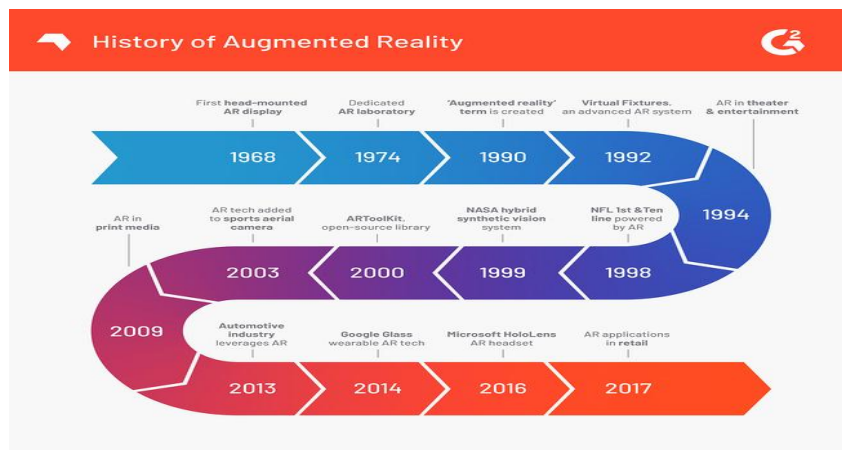 History of Augmented Reality
G2
First head-mounted
AR display
Dedicated
AR laboratory
'Augmented reality'
term is created
Virtual Fixtures,
an advanced AR system
AR in theater
& entertainment
1968
1974
1990
1992
1994
NFL 1st & Ten
line powered
by AR
NASA hybrid
synthetic vision
system
ARToolKit,
open-source library
AR tech added
to sports aerial
camera
AR in
print media
1998
1999
2000
2003
2009
Automotive
industry
leverages AR
Google Glass
wearable AR tech
Microsoft HoloLens
AR headset
AR applications
in retail
2013
2014
2016
2017